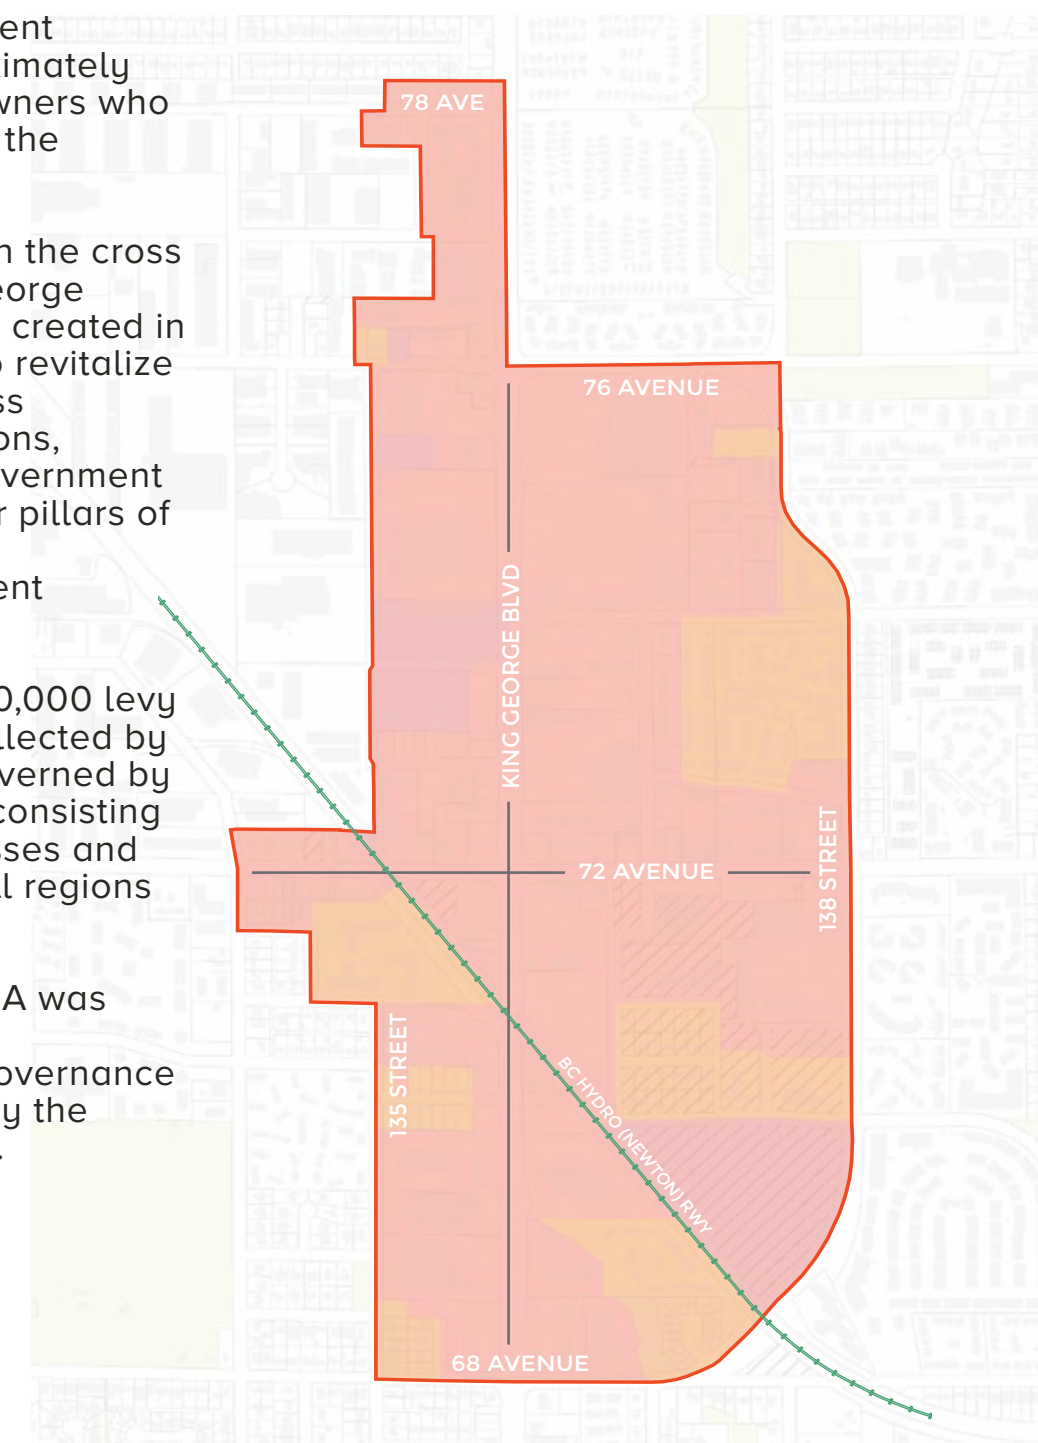 ent
imately
wners who
the
n the cross
eorge
created in
o revitalize
ss
ons,
vernment
r pillars of
ent
0,000 levy
llected by
verned by
consisting
sses and
ll regions
A was
overnance
y the
.
78 AVE
76 AVENUE
KING GEORGE BLVD
72 AVENUE
138 STREET
135 STREET
BC HYDRO (NEWTON) RWY
68 AVENUE